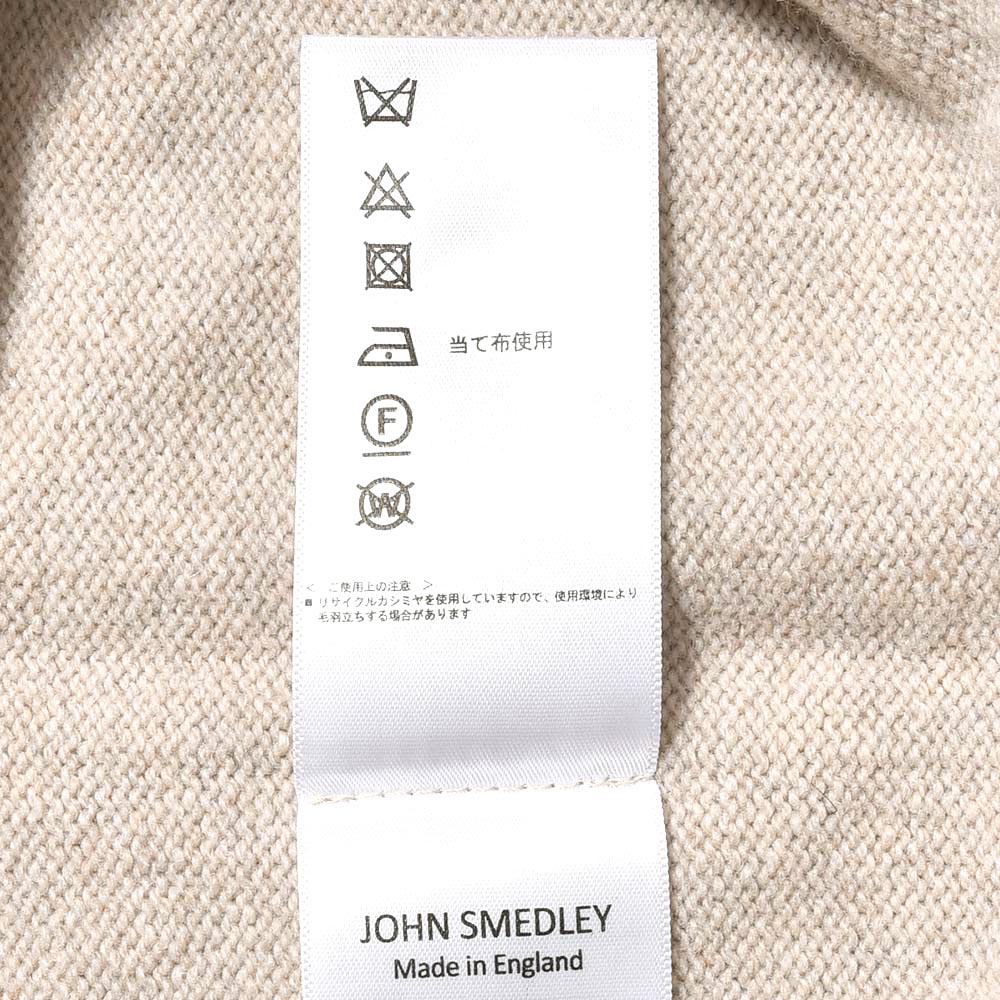 当て布使用
F
W
＜　ご使用上の注意　＞
■ リサイクルカシミヤを使用していますので、使用環境により
毛羽立ちする場合があります
JOHN SMEDLEY
Made in England